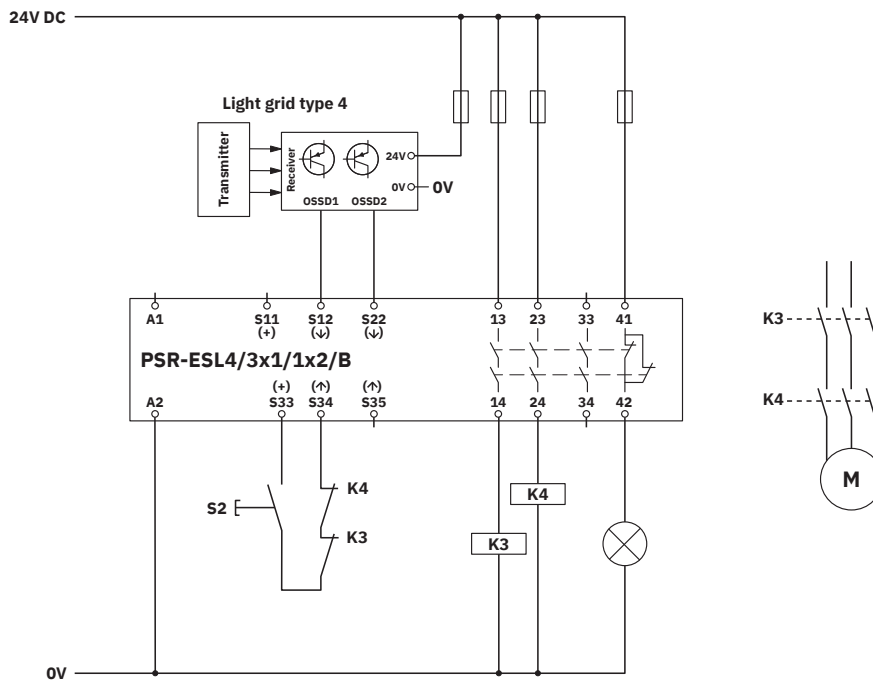 24V DC
Light grid type 4
Transmitter
Receiver
24V
0V
0V
OSSD1 OSSD2
A1 S11 S12 S22 13 23 33 41
(+) (↓) (↓)
PSR-ESL4/3x1/1x2/B
(+) (↑) (↑)
A2 S33 S34 S35 14 24 34 42
K3
K4
M
S2
K4
K3
K4
K3
0V